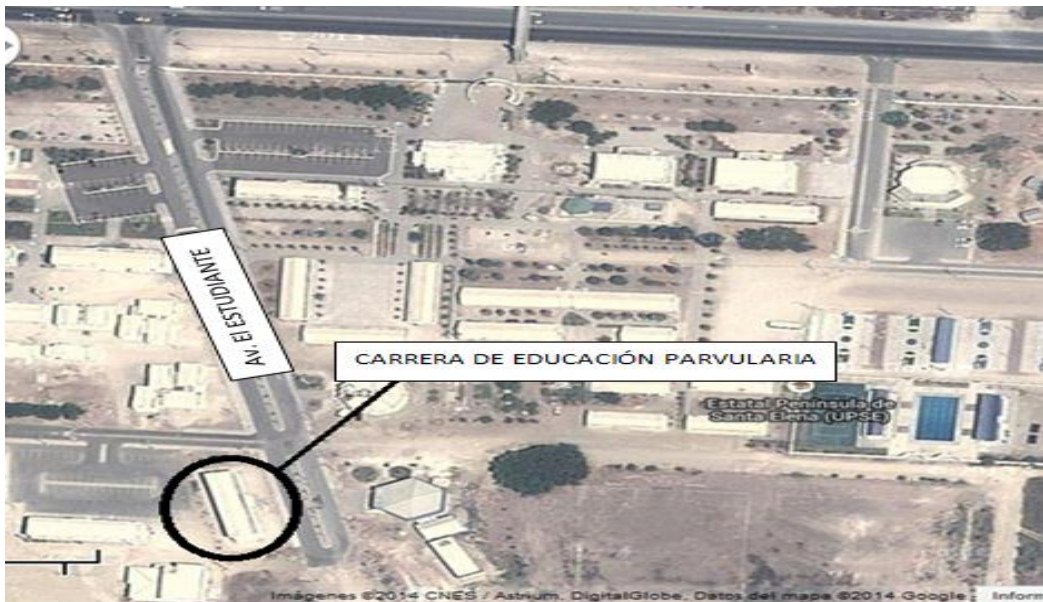 AV. El ESTUDIANTE
CARRERA DE EDUCACIÓN PARVULARIA
Estatal Península de
Santa Elena (UPSE)
Imágenes ©2014 CNES / Astrium, DigitalGlobe, Datos del mapa ©2014 Google
Inform